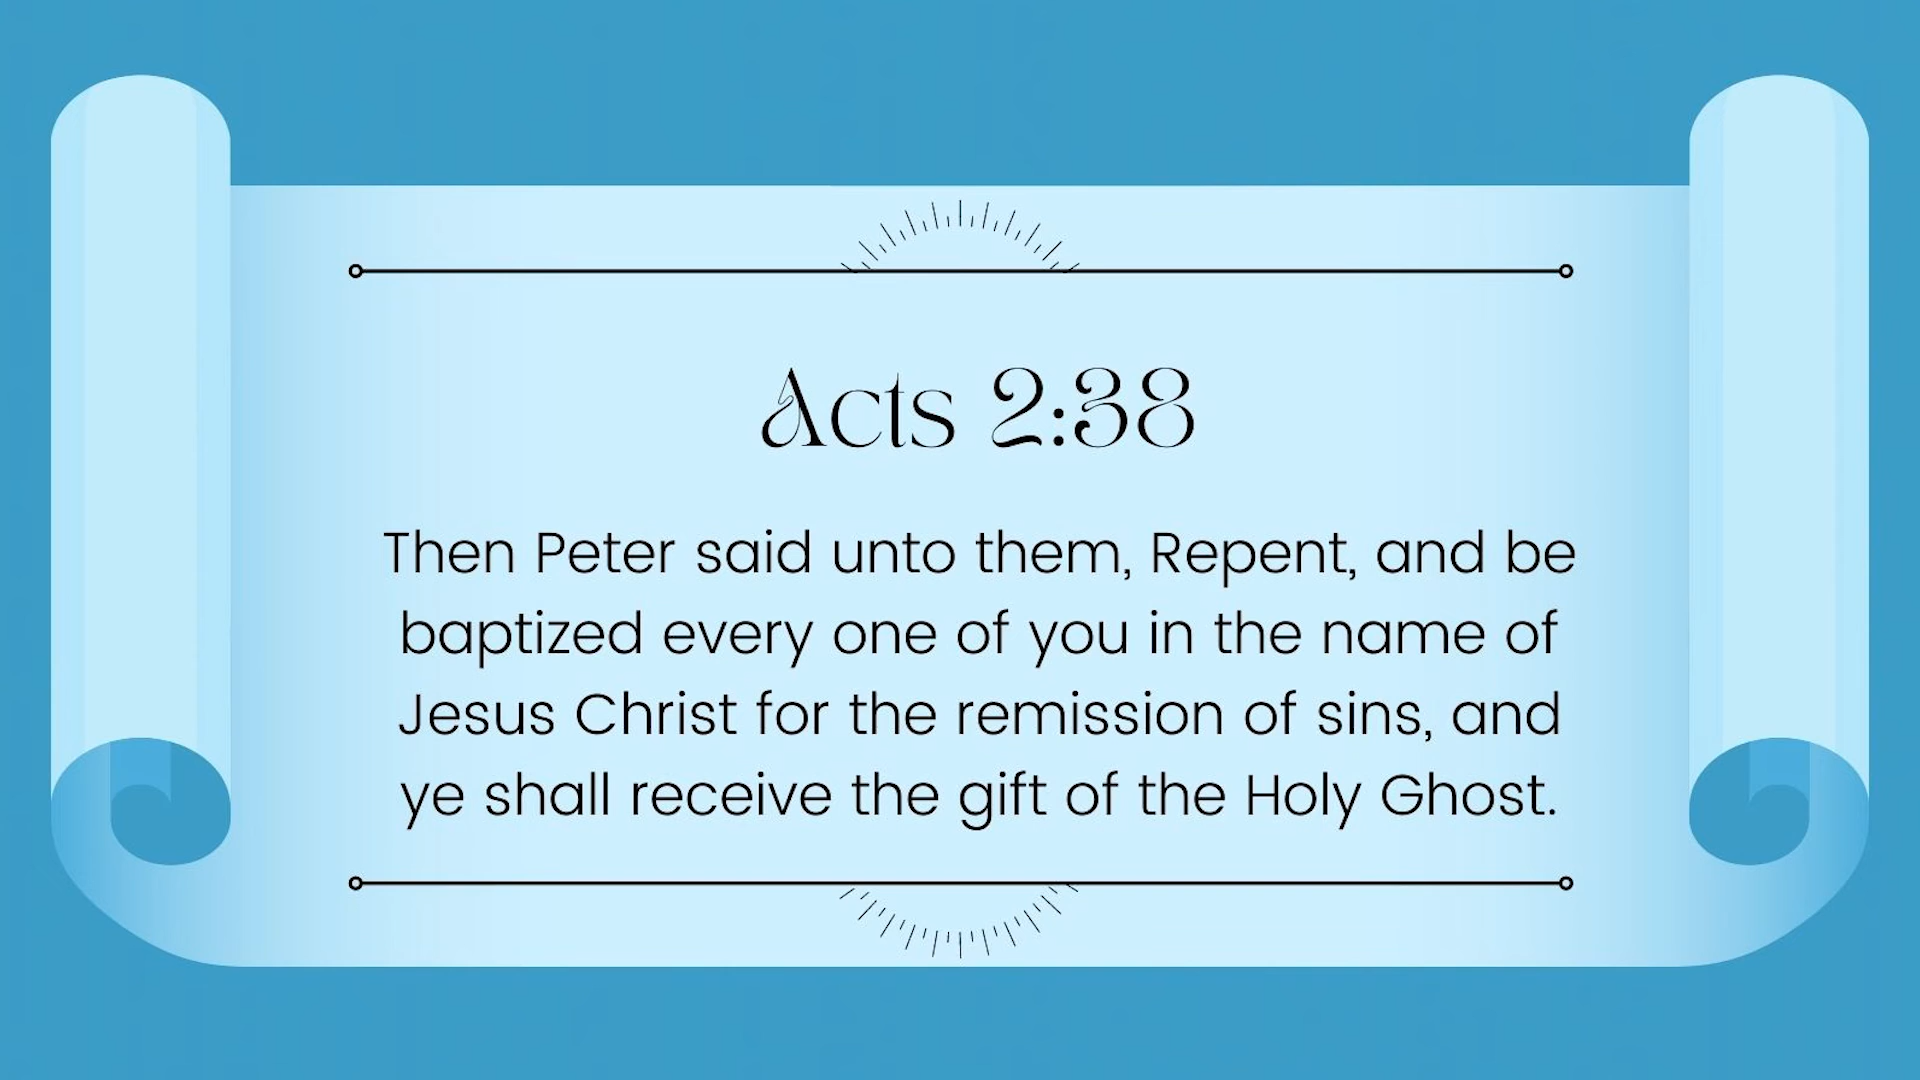 Acts 2:38
Then Peter said unto them, Repent, and be
baptized every one of you in the name of
Jesus Christ for the remission of sins, and
ye shall receive the gift of the Holy Ghost.